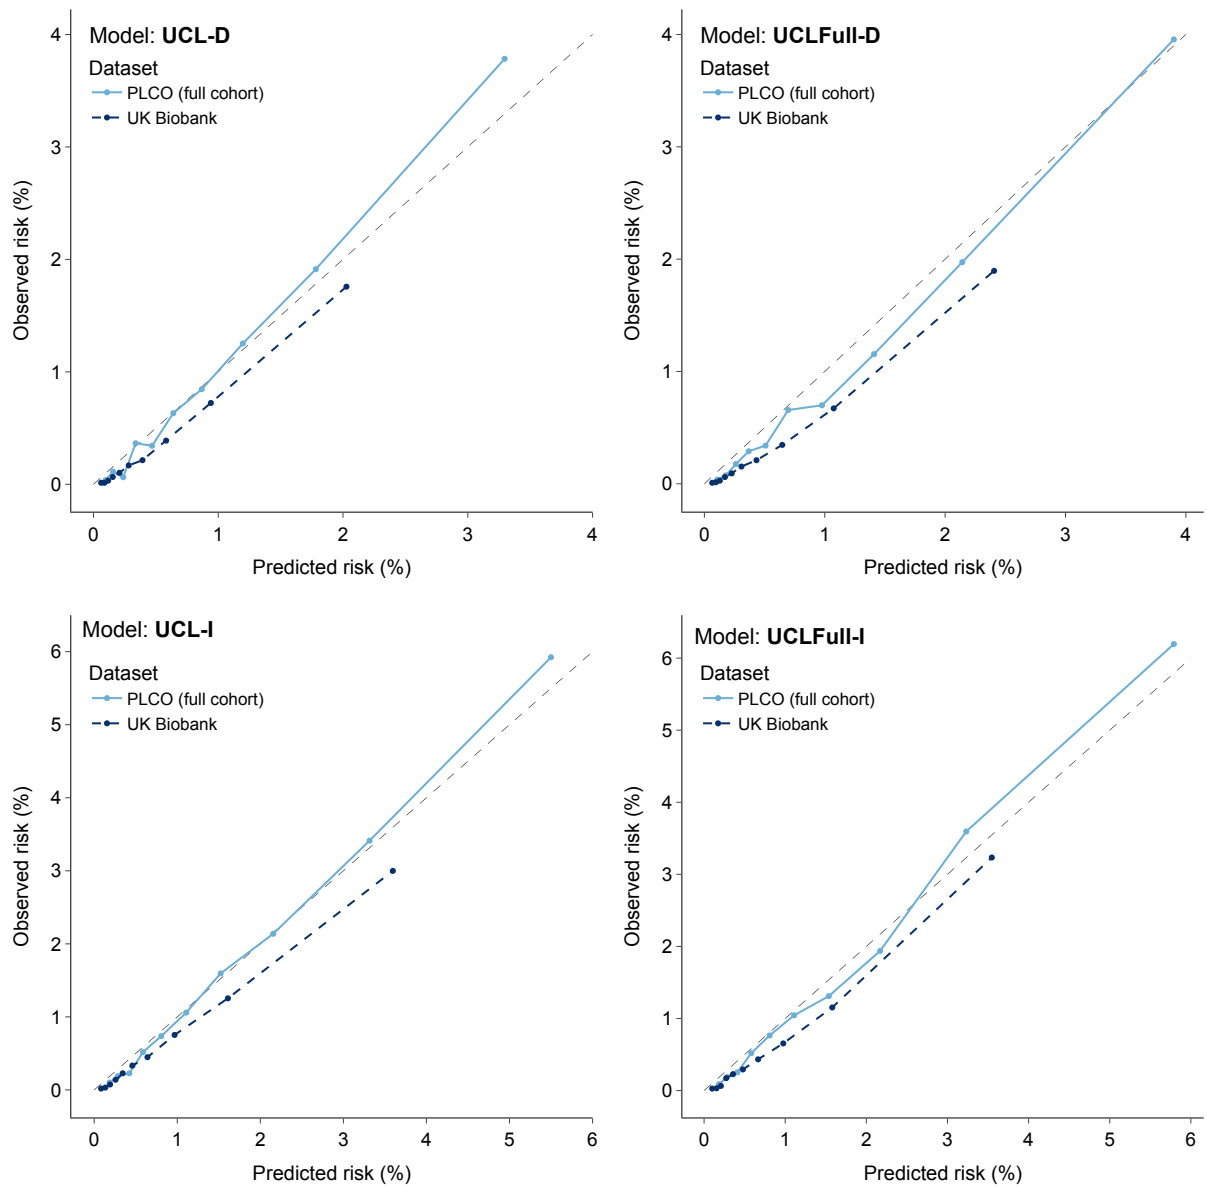 Model: UCL-D
Dataset
PLCO (full cohort)
UK Biobank
4
3
2
1
0
Observed risk (%)
0 1 2 3 4
Predicted risk (%)
Model: UCLFull-D
Dataset
PLCO (full cohort)
UK Biobank
4
3
2
1
0
Observed risk (%)
0 1 2 3 4
Predicted risk (%)
Model: UCL-I
Dataset
PLCO (full cohort)
UK Biobank
6
5
4
3
2
1
0
Observed risk (%)
0 1 2 3 4 5 6
Predicted risk (%)
Model: UCLFull-I
Dataset
PLCO (full cohort)
UK Biobank
6
5
4
3
2
1
0
Observed risk (%)
0 1 2 3 4 5 6
Predicted risk (%)